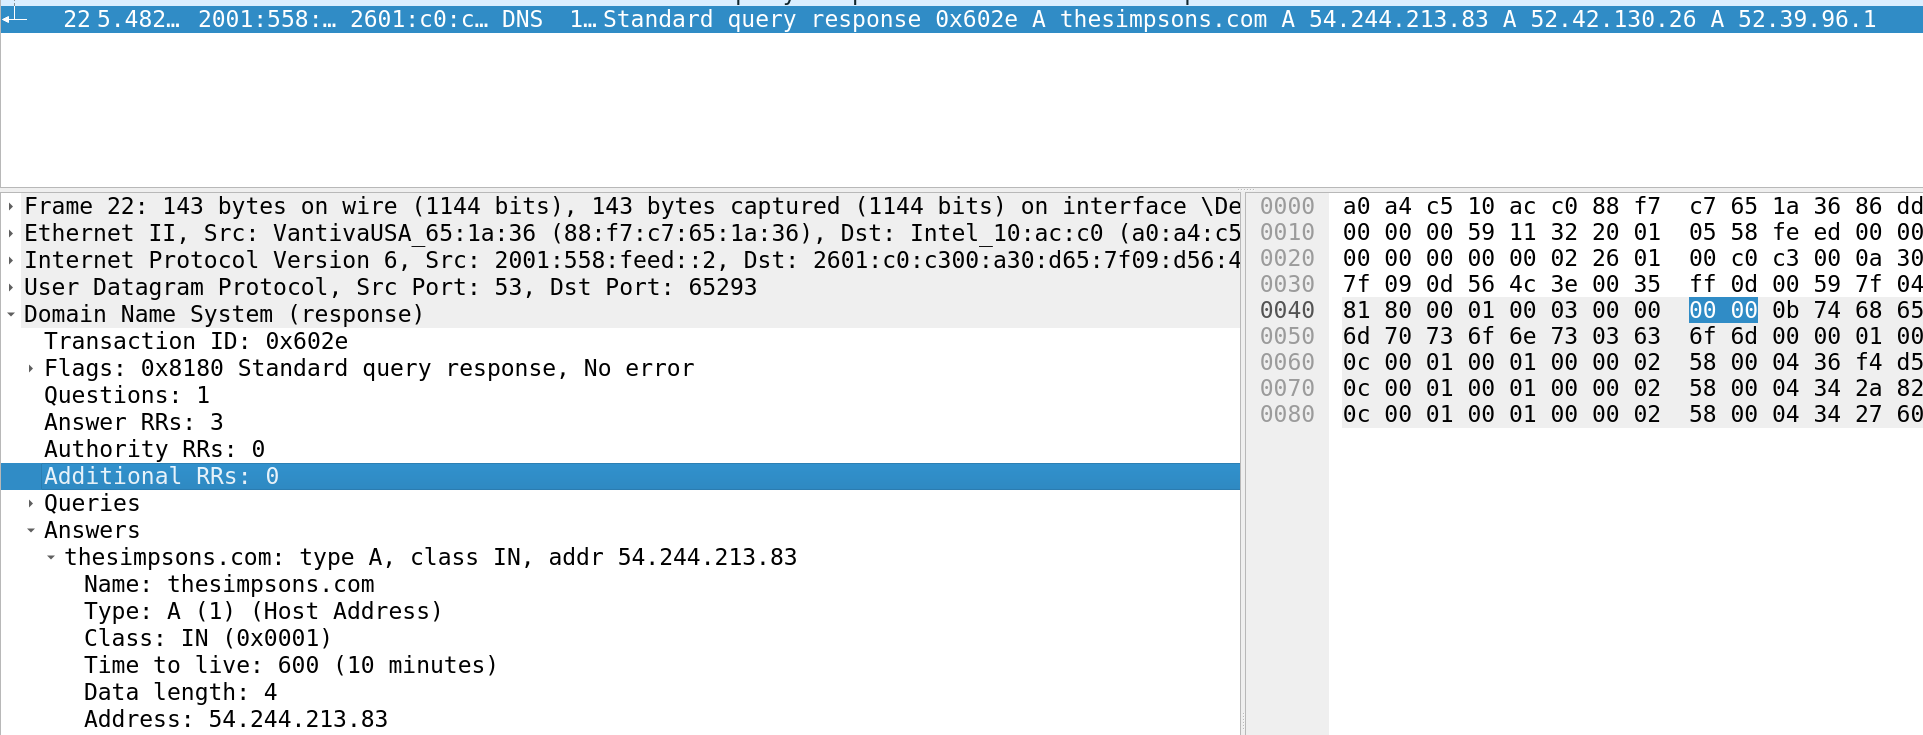 22 5.482… 2001:558:… 2601:c0:c… DNS 1… Standard query response 0x602e A thesimpsons.com A 54.244.213.83 A 52.42.130.26 A 52.39.96.1
Frame 22: 143 bytes on wire (1144 bits), 143 bytes captured (1144 bits) on interface \De
Ethernet II, Src: VantivaUSA_65:1a:36 (88:f7:c7:65:1a:36), Dst: Intel_10:ac:c0 (a0:a4:c5
Internet Protocol Version 6, Src: 2001:558:feed::2, Dst: 2601:c0:c300:a30:d65:7f09:d56:4
User Datagram Protocol, Src Port: 53, Dst Port: 65293
Domain Name System (response)
Transaction ID: 0x602e
Flags: 0x8180 Standard query response, No error
Questions: 1
Answer RRs: 3
Authority RRs: 0
Additional RRs: 0
Queries
Answers
thesimpsons.com: type A, class IN, addr 54.244.213.83
Name: thesimpsons.com
Type: A (1) (Host Address)
Class: IN (0x0001)
Time to live: 600 (10 minutes)
Data length: 4
Address: 54.244.213.83
0000 a0 a4 c5 10 ac c0 88 f7 c7 65 1a 36 86 dd
0010 00 00 00 59 11 32 20 01 05 58 fe ed 00 00
0020 00 00 00 00 00 02 26 01 00 c0 c3 00 0a 30
0030 7f 09 0d 56 4c 3e 00 35 ff 0d 00 59 7f 04
0040 81 80 00 01 00 03 00 00 00 00 0b 74 68 65
0050 6d 70 73 6f 6e 73 03 63 6f 6d 00 00 01 00
0060 0c 00 01 00 01 00 00 02 58 00 04 36 f4 d5
0070 0c 00 01 00 01 00 00 02 58 00 04 34 2a 82
0080 0c 00 01 00 01 00 00 02 58 00 04 34 27 60